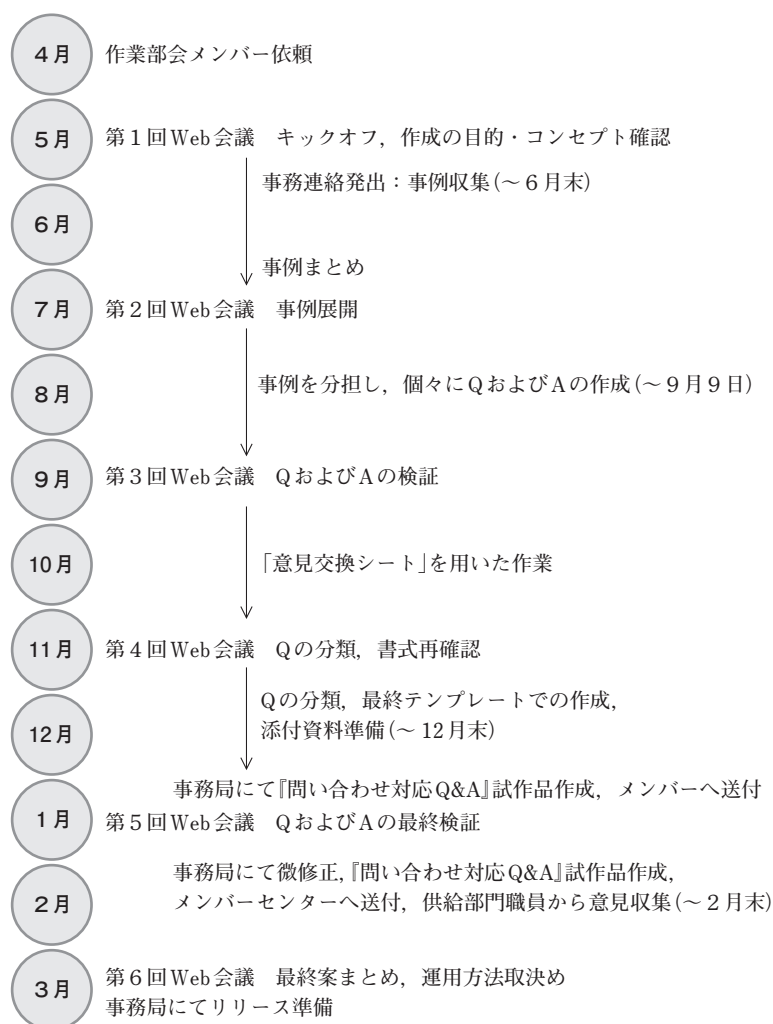 4月 作業部会メンバー依頼
5月 第1回Web会議 キックオフ，作成の目的・コンセプト確認
事務連絡発出：事例収集(～6月末)
6月
事例まとめ
7月 第2回Web会議 事例展開
8月 事例を分担し，個々にQおよびAの作成(～9月9日)
9月 第3回Web会議 QおよびAの検証
10月 「意見交換シート」を用いた作業
11月 第4回Web会議 Qの分類，書式再確認
Qの分類，最終テンプレートでの作成，
12月 添付資料準備(～12月末)
事務局にて『問い合わせ対応Q&A』試作品作成，メンバーへ送付
1月 第5回Web会議 QおよびAの最終検証
事務局にて微修正，『問い合わせ対応Q&A』試作品作成，
2月 メンバーセンターへ送付，供給部門職員から意見収集(～2月末)
3月 第6回Web会議 最終案まとめ，運用方法取決め
事務局にてリリース準備